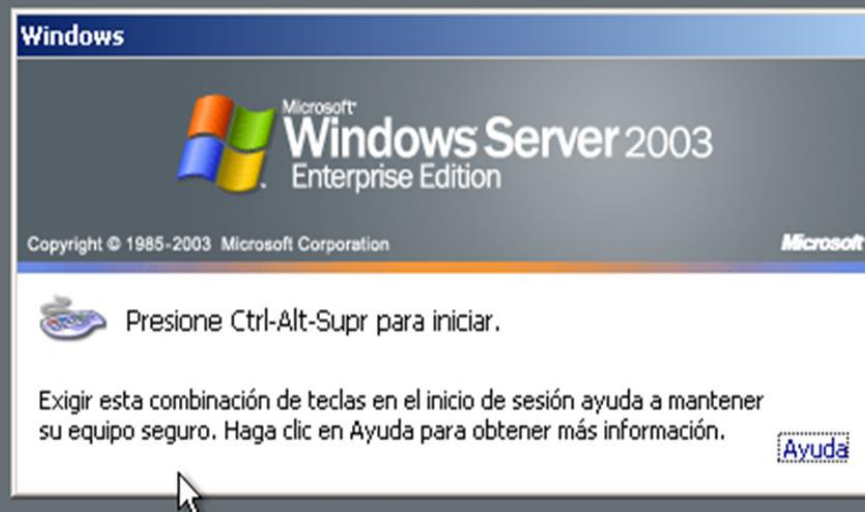 Windows
Microsoft
Windows Server 2003
Enterprise Edition
Copyright © 1985-2003 Microsoft Corporation
Microsoft
Presione Ctrl-Alt-Supr para iniciar.
Exigir esta combinación de teclas en el inicio de sesión ayuda a mantener
su equipo seguro. Haga clic en Ayuda para obtener más información.
Ayuda